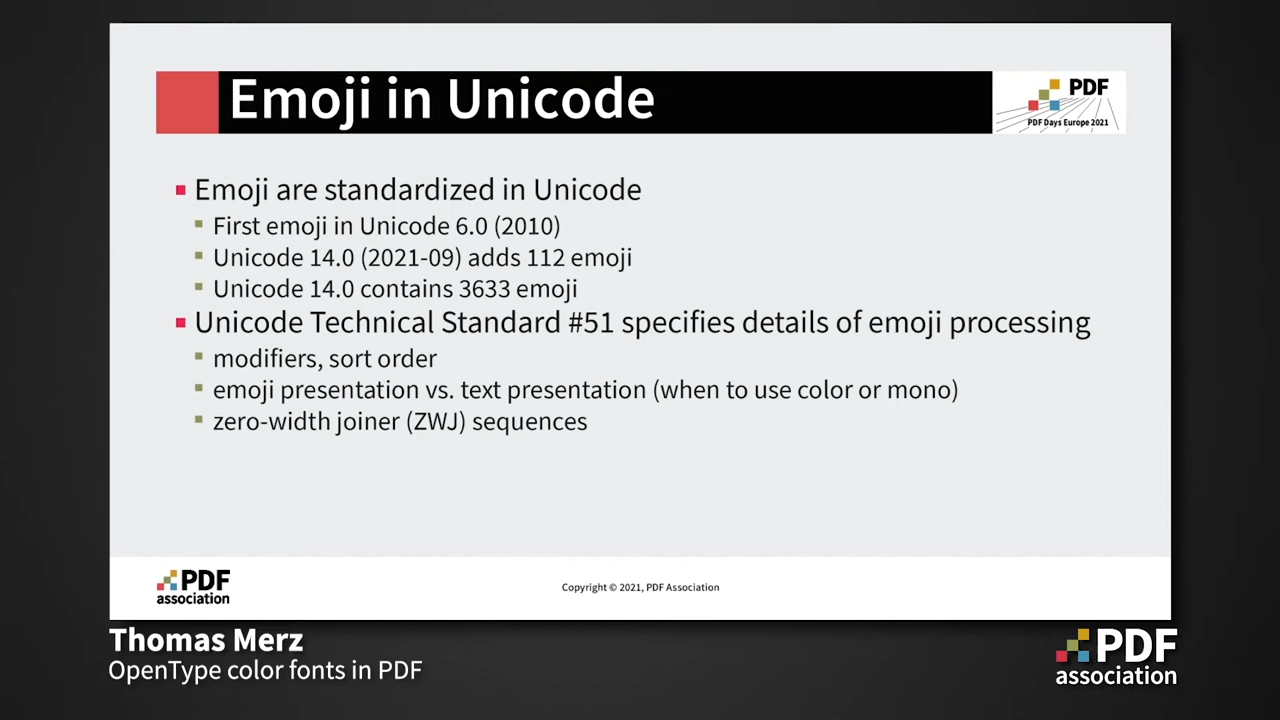 Emoji in Unicode
PDF
PDF Days Europe 2021
Emoji are standardized in Unicode
First emoji in Unicode 6.0 (2010)
Unicode 14.0 (2021-09) adds 112 emoji
Unicode 14.0 contains 3633 emoji
Unicode Technical Standard #51 specifies details of emoji processing
modifiers, sort order
emoji presentation vs. text presentation (when to use color or mono)
zero-width joiner (ZWJ) sequences
PDF
association
Copyright © 2021, PDF Association
Thomas Merz
OpenType color fonts in PDF
PDF
association